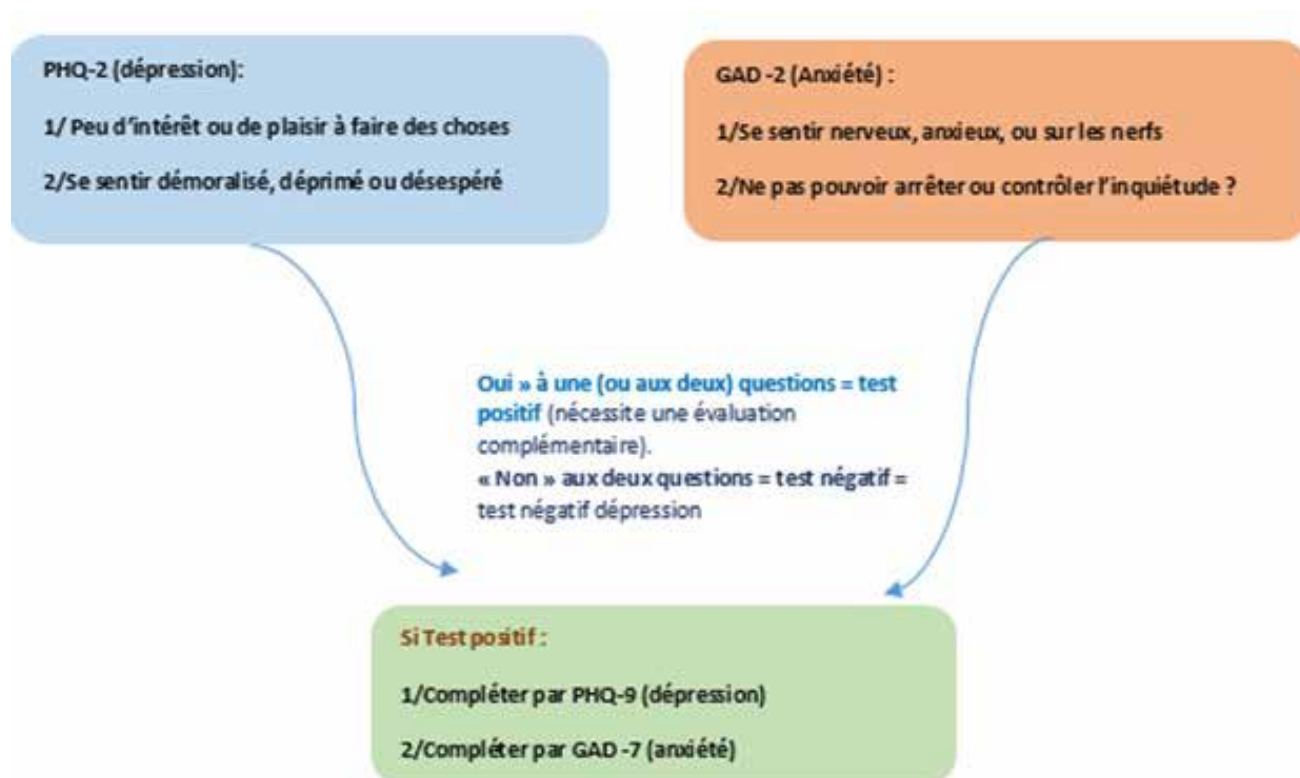 PHQ-2 (dépression):
1/ Peu d'intérêt ou de plaisir à faire des choses
2/Se sentir démoralisé, déprimé ou désespéré
GAD -2 (Anxiété) :
1/Se sentir nerveux, anxieux, ou sur les nerfs
2/Ne pas pouvoir arrêter ou contrôler l'inquiétude ?
Oui » à une (ou aux deux) questions = test
positif (nécessite une évaluation
complémentaire).
« Non » aux deux questions = test négatif =
test négatif dépression
Si Test positif :
1/Compléter par PHQ-9 (dépression)
2/Compléter par GAD -7 (anxiété)